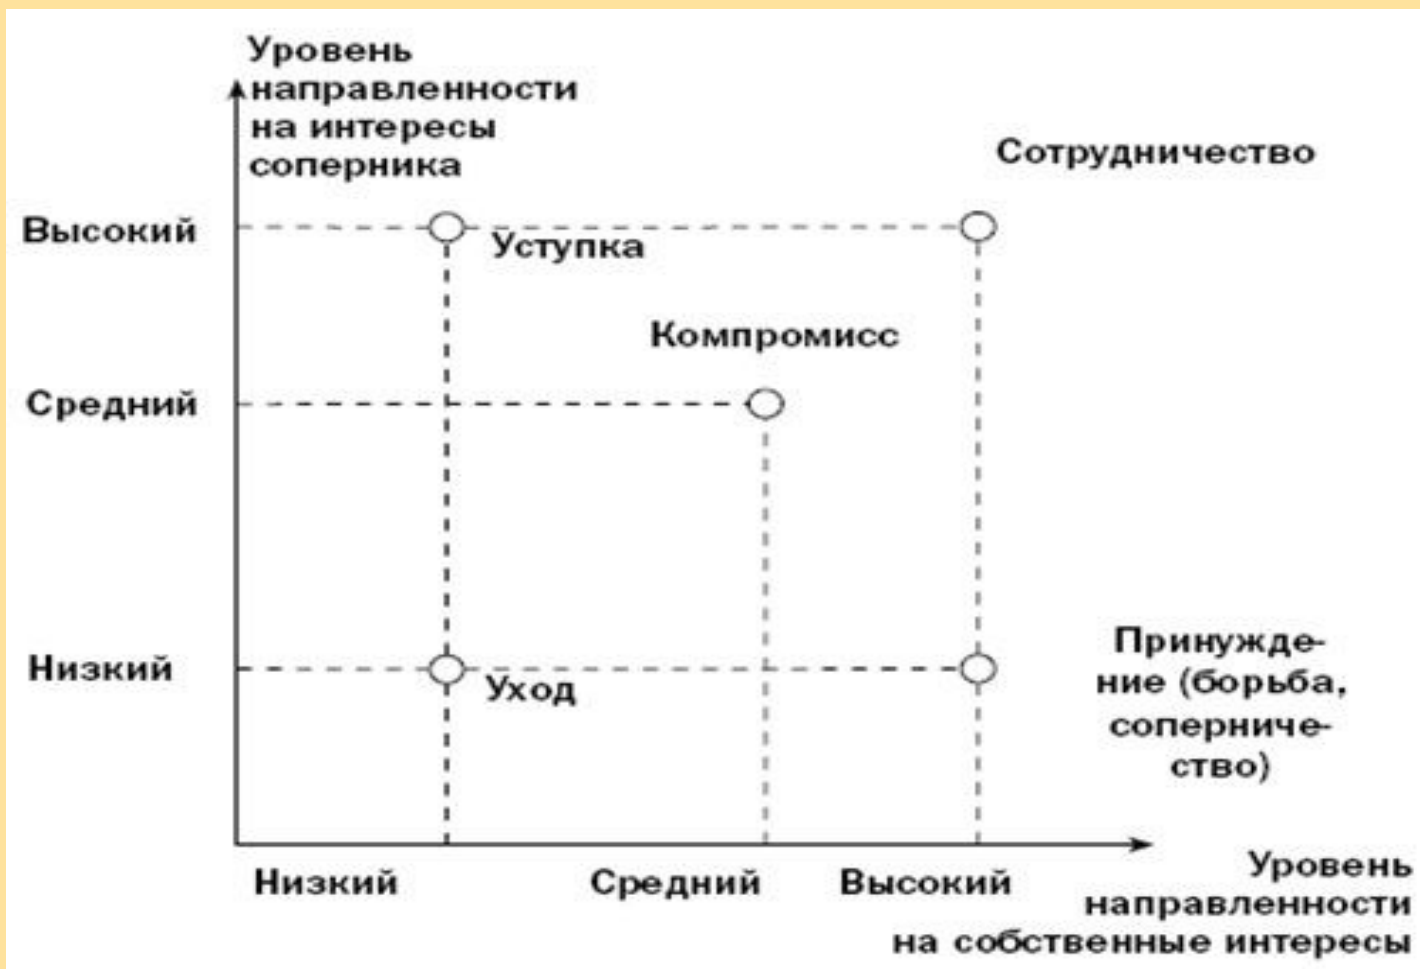 Уровень
направленности
на интересы
соперника
Сотрудничество
Высокий
Уступка
Компромисс
Средний
Низкий
Уход
Принужде-
ние (борьба,
соперниче-
ство)
Низкий
Средний
Высокий
Уровень
направленности
на собственные интересы